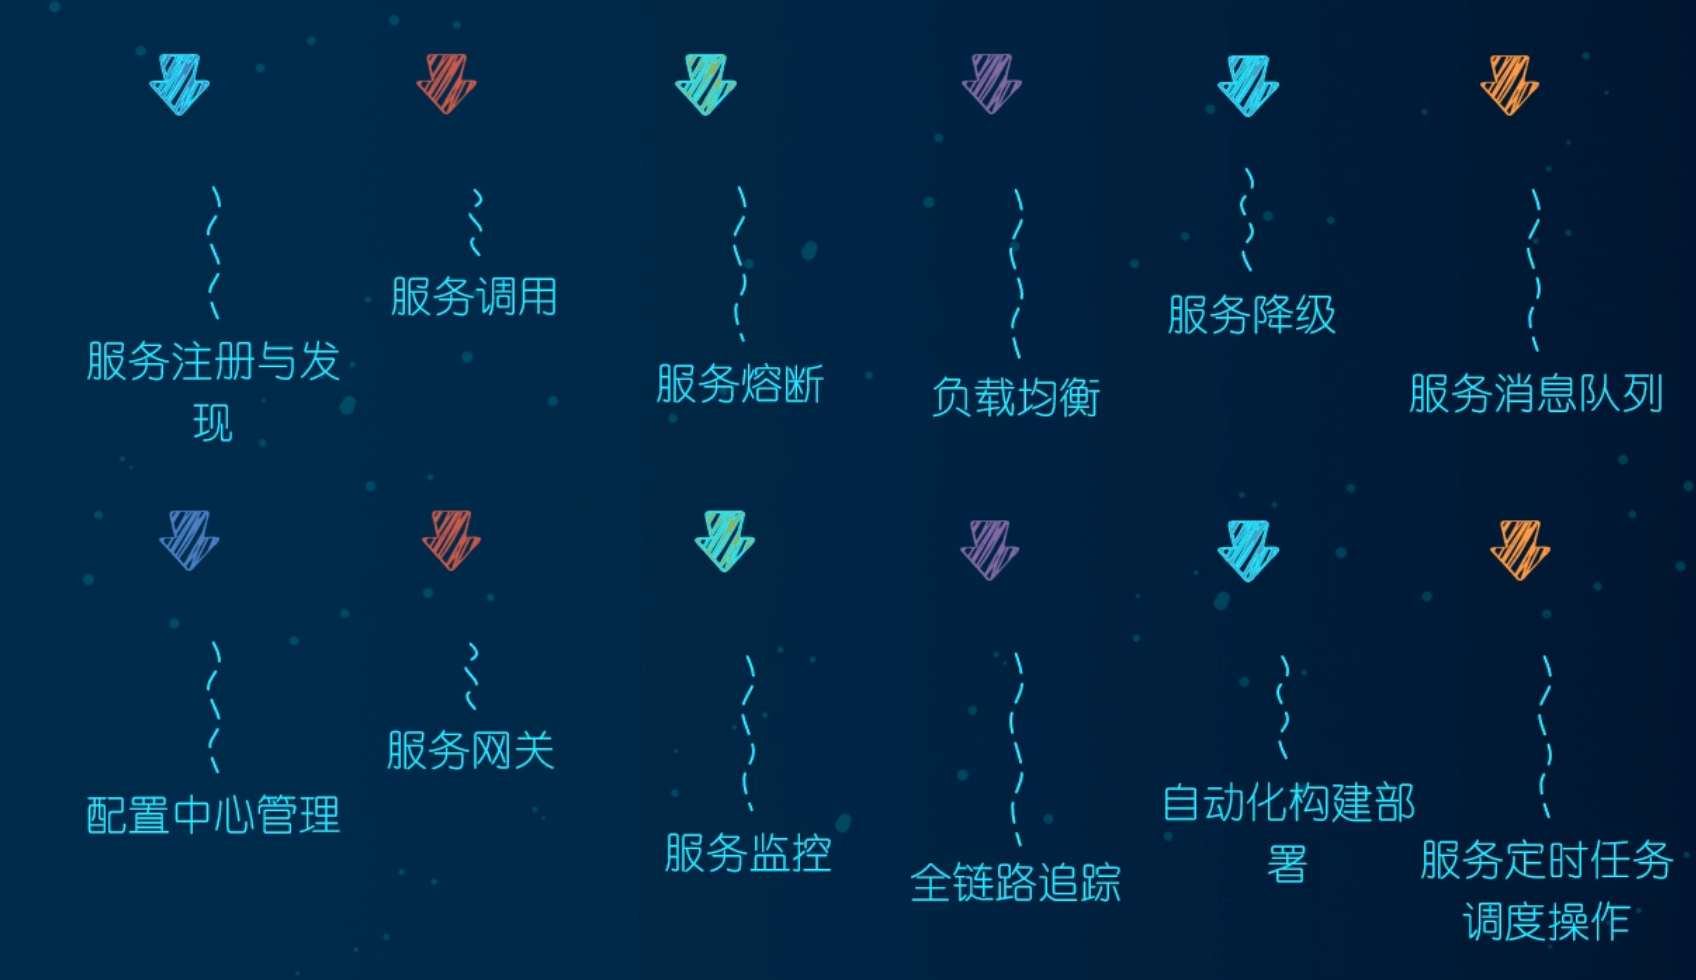 服务注册与发
现
服务调用
服务熔断
负载均衡
服务降级
服务消息队列
配置中心管理
服务网关
服务监控
全链路追踪
自动化构建部
署
服务定时任务
调度操作